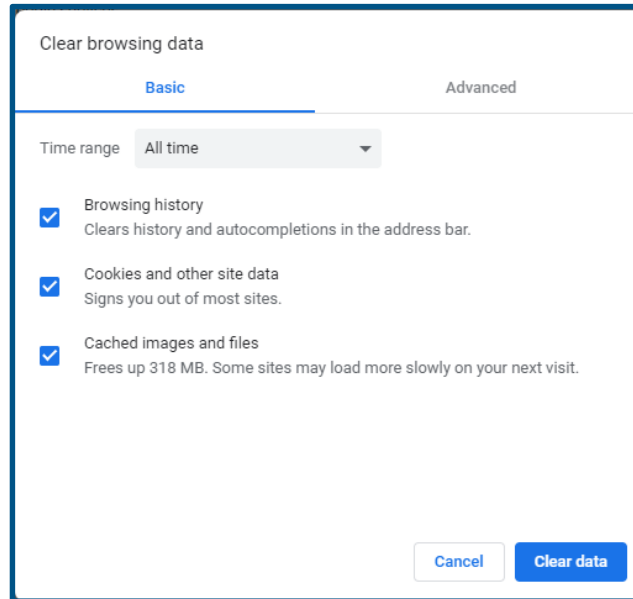 Clear browsing data
Basic Advanced
Time range All time
Browsing history
Clears history and autocompletions in the address bar.
Cookies and other site data
Signs you out of most sites.
Cached images and files
Frees up 318 MB. Some sites may load more slowly on your next visit.
Cancel Clear data